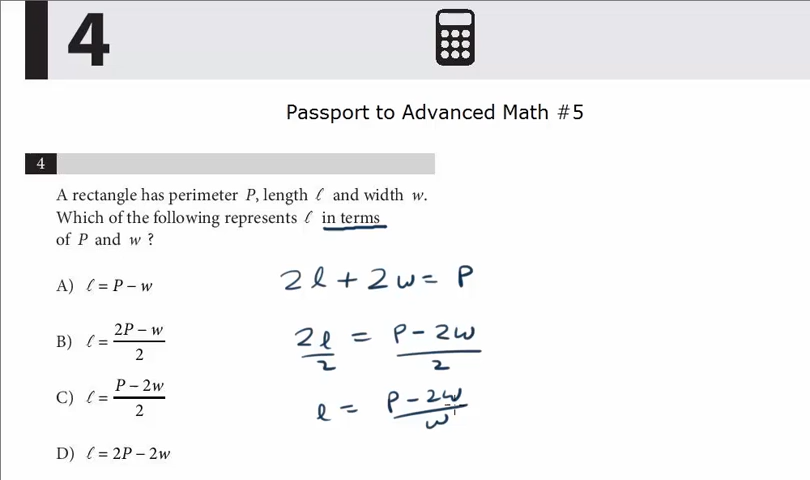 4
Passport to Advanced Math #5
4
A rectangle has perimeter P, length ℓ and width w.
Which of the following represents ℓ in terms
of P and w ?
A) ℓ = P − w
B) ℓ = 2P − w / 2
C) ℓ = P − 2w / 2
D) ℓ = 2P − 2w
2ℓ + 2w = P
2ℓ / 2 = P − 2w / 2
ℓ = P − 2w / w